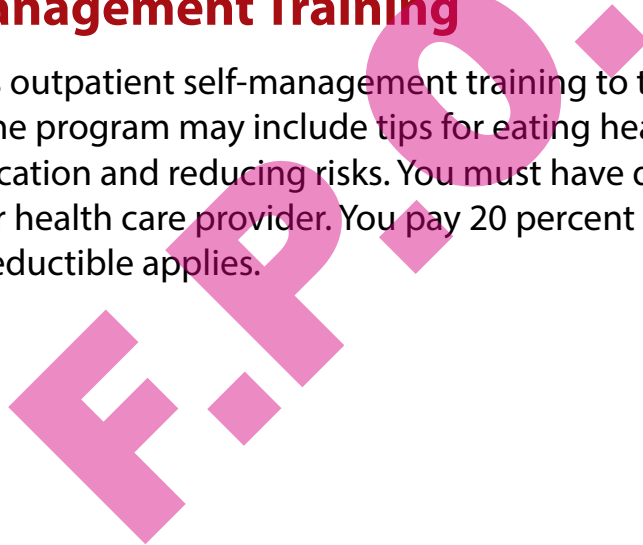 anagement Training
s outpatient self-management training to t
he program may include tips for eating hea
cation and reducing risks. You must have d
r health care provider. You pay 20 percent
eductible applies.
F.P.O.